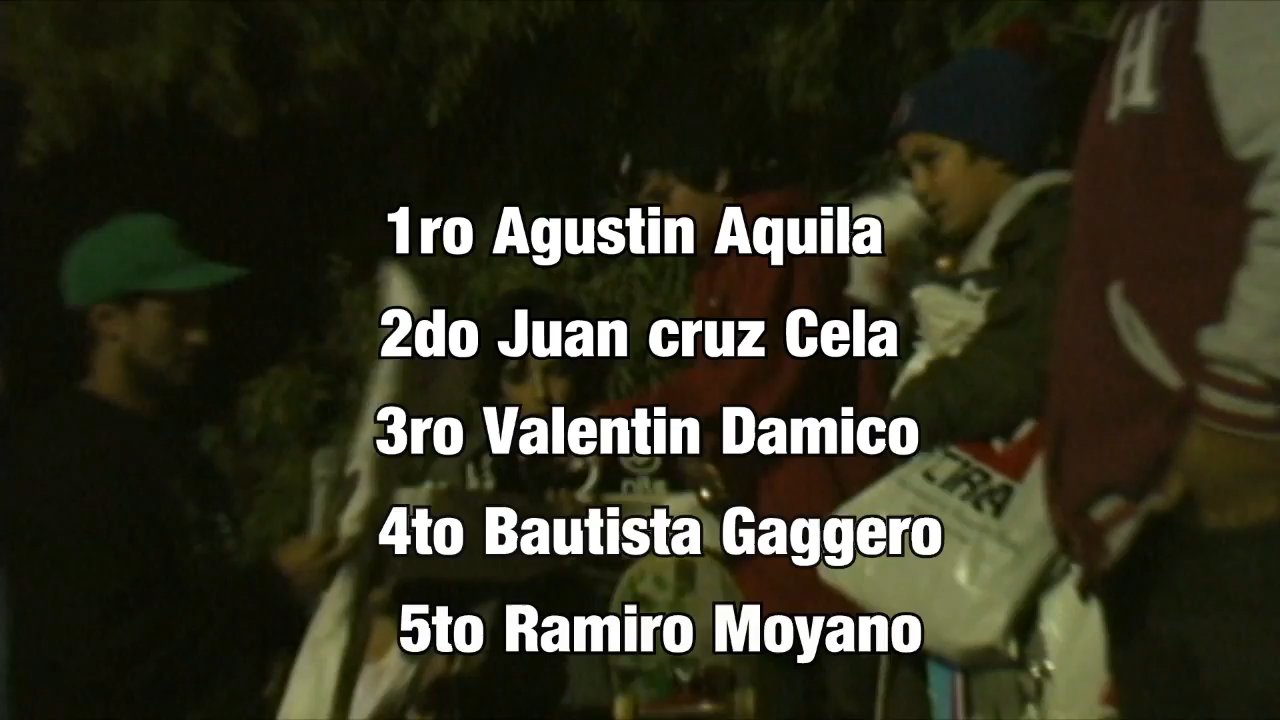 H
1ro Agustin Aquila
2do Juan cruz Cela
3ro Valentin Damico
4to Bautista Gaggero
5to Ramiro Moyano